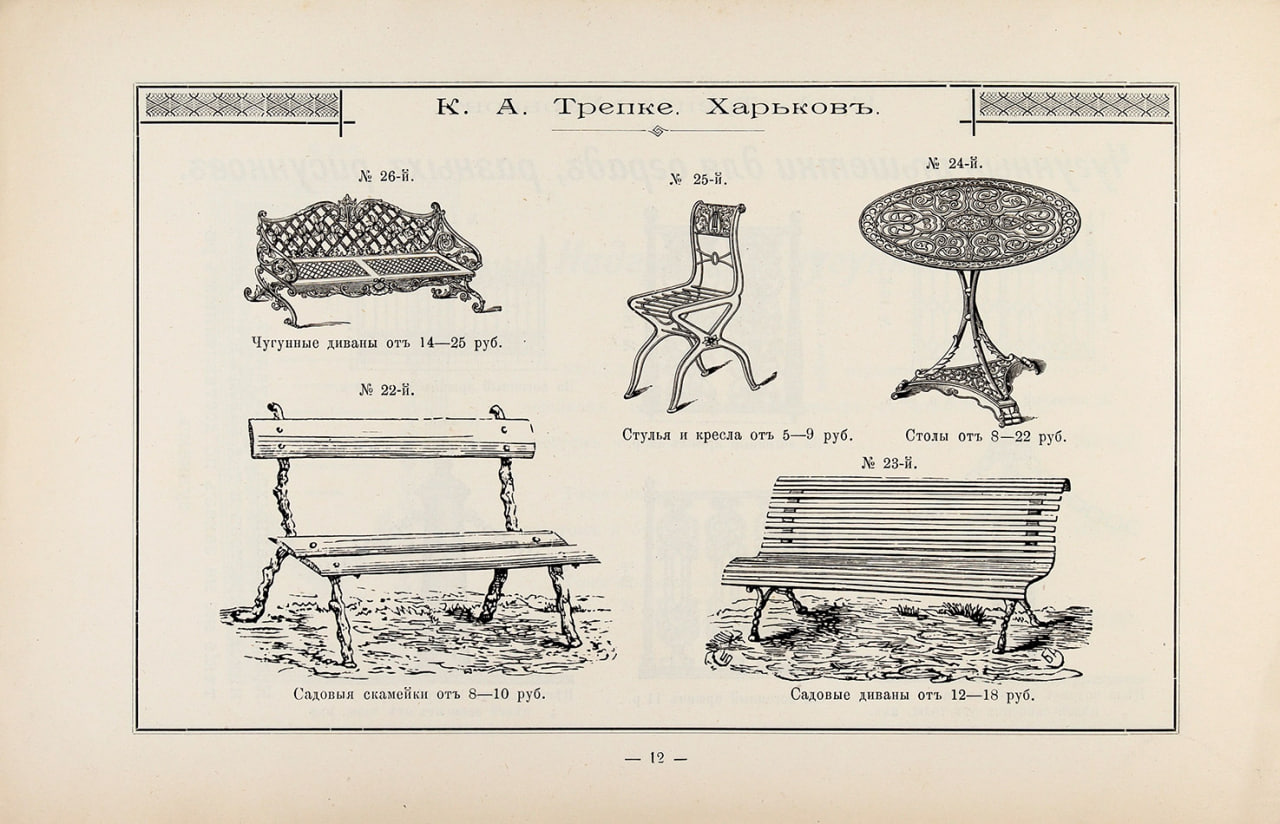 К. А. Трепке. Харьковъ.
№ 26-й.
Чугунные диваны отъ 14—25 руб.
№ 25-й.
Стулья и кресла отъ 5—9 руб.
№ 24-й.
Столы отъ 8—22 руб.
№ 22-й.
Садовыя скамейки отъ 8—10 руб.
№ 23-й.
Садовые диваны отъ 12—18 руб.
— 12 —